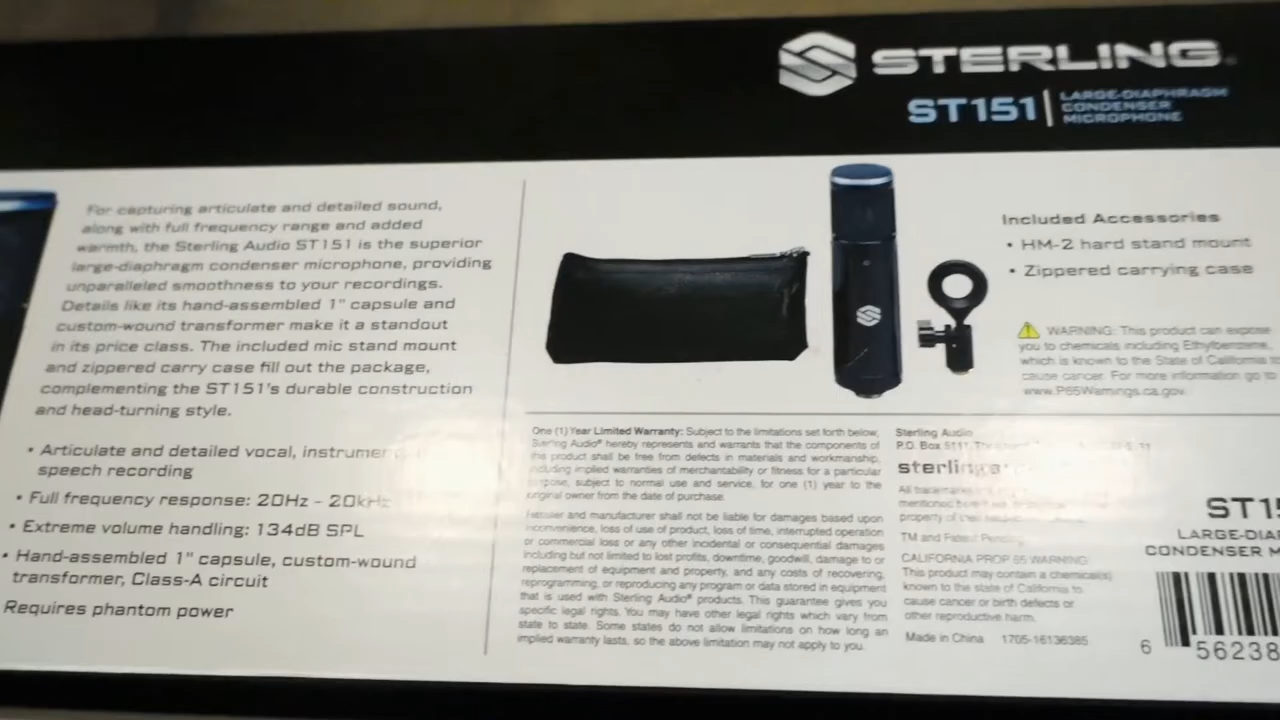 STERLING®
ST151
LARGE-DIAPHRAGM
CONDENSER
MICROPHONE
For capturing articulate and detailed sound,
along with full frequency range and added
warmth, the Sterling Audio ST151 is the superior
large-diaphragm condenser microphone, providing
unparalleled smoothness to your recordings.
Details like its hand-assembled 1" capsule and
custom-wound transformer make it a standout
in its price class. The included mic stand mount
and zippered carry case fill out the package,
complementing the ST151's durable construction
and head-turning style.
• Articulate and detailed vocal,
speech recording
• Full frequency response: 20Hz - 20kHz
• Extreme volume handling: 134dB SPL
• Hand-assembled 1" capsule, custom-wound
transformer, Class-A circuit
Requires phantom power
Included Accessories
• HM-2 hard stand mount
• Zippered carrying case
WARNING: This product can expose
you to chemicals including Ethylbenzene,
which is known to the State of California to
cause cancer. For more information go to
www.P65Warnings.ca.gov.
One (1) Year Limited Warranty: Subject to the limitations set forth below,
Sterling Audio® hereby represents and warrants that the components of
the product shall be free from defects in materials and workmanship,
including implied warranties of merchantability or fitness for a particular
purpose, subject to normal use and service, for one (1) year to the
original owner from the date of purchase.
Retailer and manufacturer shall not be liable for damages based upon
inconvenience, loss of use of product, loss of time, interrupted operation
or commercial loss or any other incidental or consequential damages
including but not limited to lost profits, downtime, goodwill, damage to or
replacement of equipment and property, and any costs of recovering,
reprogramming, or reproducing any program or data stored in equipment
that is used with Sterling Audio® products. This guarantee gives you
specific legal rights. You may have other legal rights which vary from
state to state. Some states do not allow limitations on how long an
implied warranty lasts, so the above limitation may not apply to you.
Sterling Audio
P.O. Box 5111,
All trademarks
property of their
TM and Patent Pending
CALIFORNIA PROP 65 WARNING:
This product may contain a chemical(s)
known to the state of California to
cause cancer or birth defects or
other reproductive harm.
Made in China 1705-16136385
LARGE-DIA
CONDENSER M
6 56238